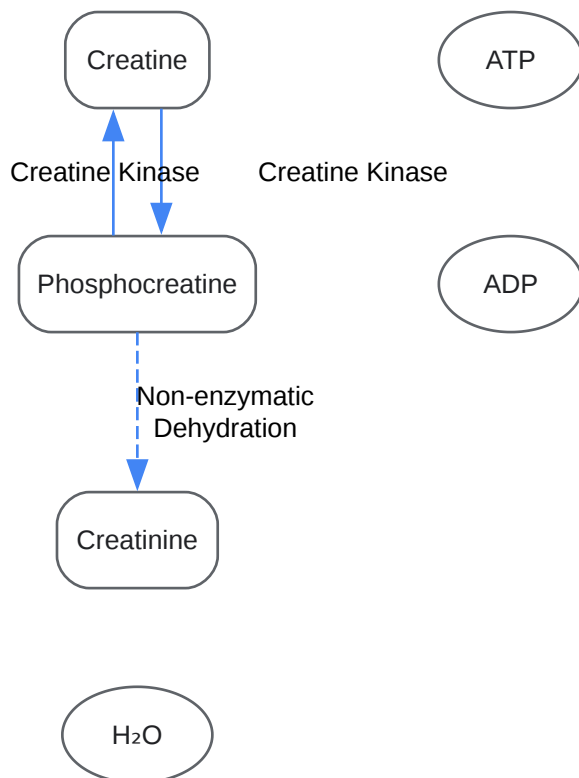 Creatine
ATP
Creatine Kinase
Creatine Kinase
Phosphocreatine
ADP
Non-enzymatic
Dehydration
Creatinine
H₂O